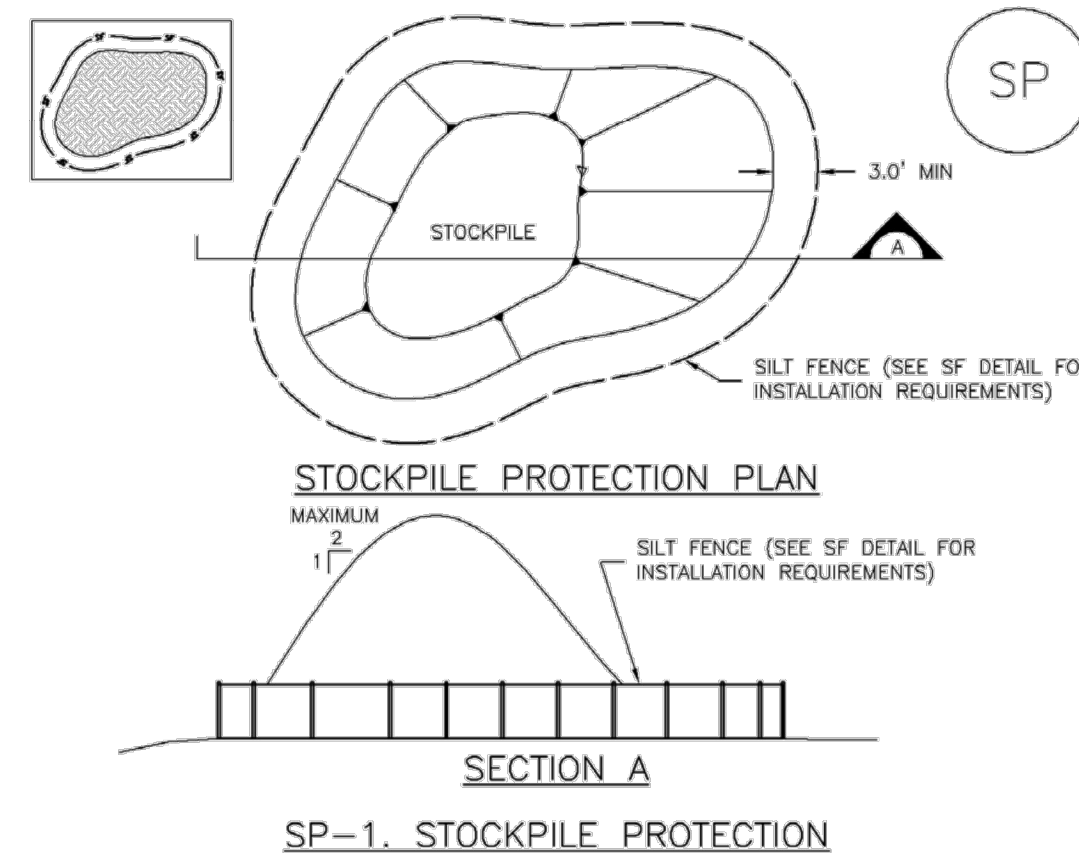 SP
3.0' MIN
STOCKPILE
A
SILT FENCE (SEE SF DETAIL FO
INSTALLATION REQUIREMENTS)
STOCKPILE PROTECTION PLAN
MAXIMUM
2
1
SILT FENCE (SEE SF DETAIL FOR
INSTALLATION REQUIREMENTS)
SECTION A
SP-1. STOCKPILE PROTECTION